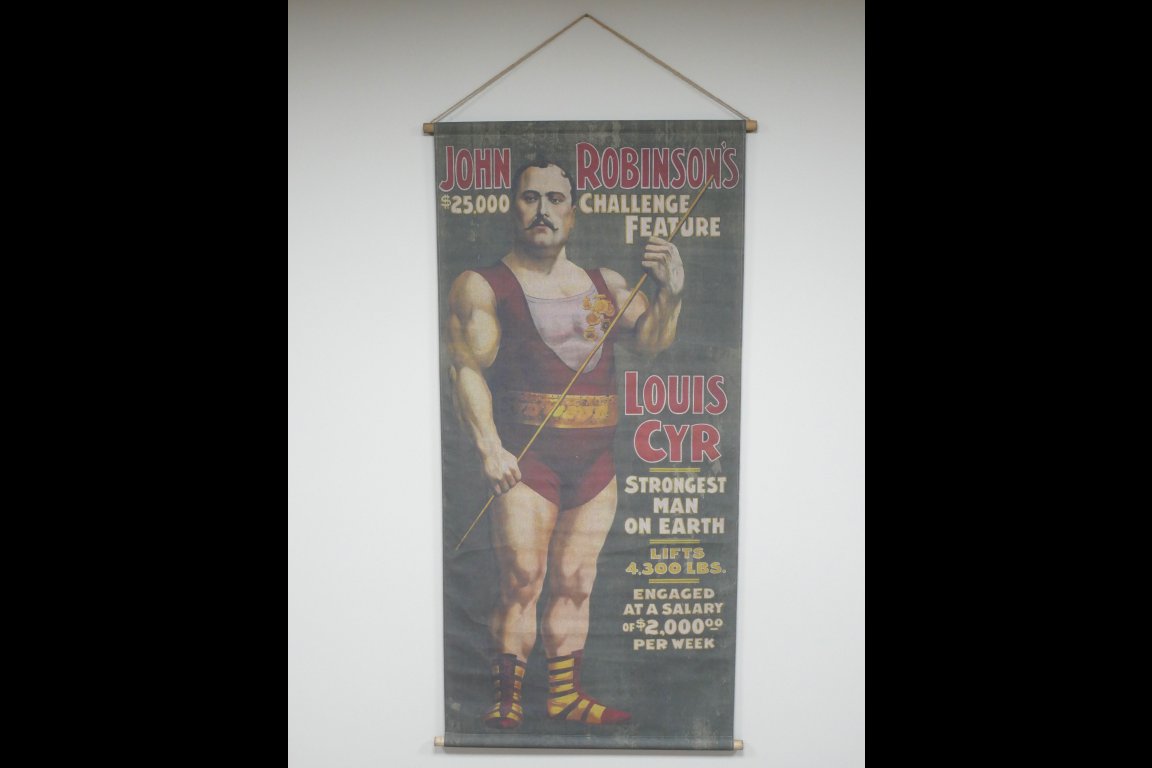 JOHN ROBINSON'S
$25,000 CHALLENGE
FEATURE
LOUIS
CYR
STRONGEST
MAN
ON EARTH
LIFTS
4,300 LBS.
ENGAGED
AT A SALARY
OF $2,000.00
PER WEEK